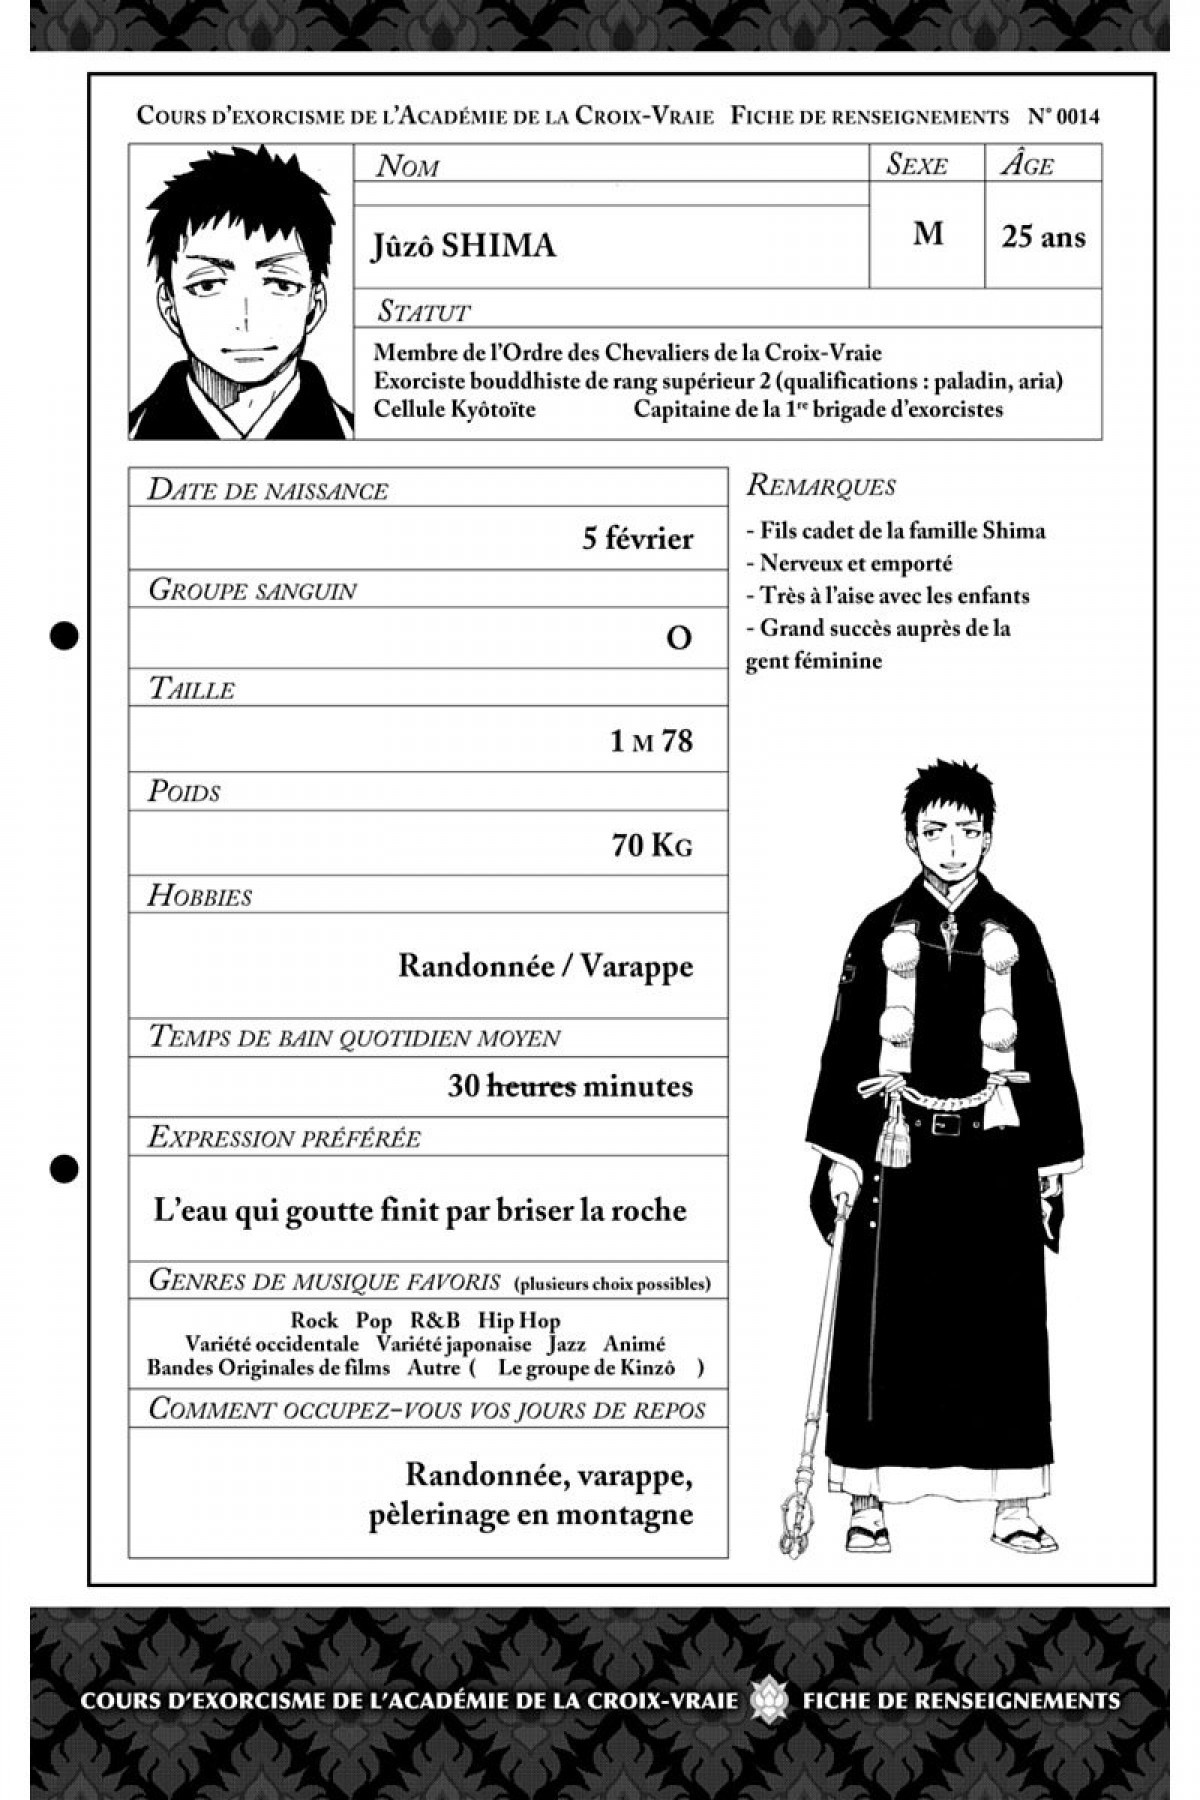 COURS D'EXORCISME DE L'ACADÉMIE DE LA CROIX-VRAIE FICHE DE RENSEIGNEMENTS N° 0014
NOM
SEXE
ÂGE
Jûzô SHIMA
M
25 ans
STATUT
Membre de l'Ordre des Chevaliers de la Croix-Vraie
Exorciste bouddhiste de rang supérieur 2 (qualifications : paladin, aria)
Cellule Kyôtoïte Capitaine de la 1re brigade d'exorcistes
DATE DE NAISSANCE
5 février
GROUPE SANGUIN
O
TAILLE
1 M 78
POIDS
70 KG
HOBBIES
Randonnée / Varappe
TEMPS DE BAIN QUOTIDIEN MOYEN
30 heures minutes
EXPRESSION PRÉFÉRÉE
L'eau qui goutte finit par briser la roche
GENRES DE MUSIQUE FAVORIS (plusieurs choix possibles)
Rock Pop R&B Hip Hop
Variété occidentale Variété japonaise Jazz Animé
Bandes Originales de films Autre ( Le groupe de Kinzô )
COMMENT OCCUPEZ-VOUS VOS JOURS DE REPOS
Randonnée, varappe,
pèlerinage en montagne
REMARQUES
- Fils cadet de la famille Shima
- Nerveux et emporté
- Très à l'aise avec les enfants
- Grand succès auprès de la
gent féminine
COURS D'EXORCISME DE L'ACADÉMIE DE LA CROIX-VRAIE FICHE DE RENSEIGNEMENTS